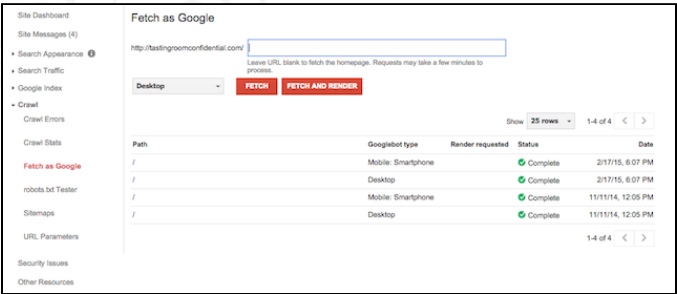 Site Dashboard
Site Messages (4)
Search Appearance
Search Traffic
Google Index
Crawl
Crawl Errors
Crawl Stats
Fetch as Google
robots.txt Tester
Sitemaps
URL Parameters
Security Issues
Other Resources
Fetch as Google
http://tastingroomconfidential.com/
Leave URL blank to fetch the homepage. Requests may take a few minutes to
process.
Desktop FETCH FETCH AND RENDER
Show 25 rows 1-4 of 4 < >
Path Googlebot type Render requested Status Date
/ Mobile: Smartphone Complete 2/17/15, 6:07 PM
/ Desktop Complete 2/17/15, 6:07 PM
/ Mobile: Smartphone Complete 11/11/14, 12:05 PM
/ Desktop Complete 11/11/14, 12:05 PM
1-4 of 4 < >